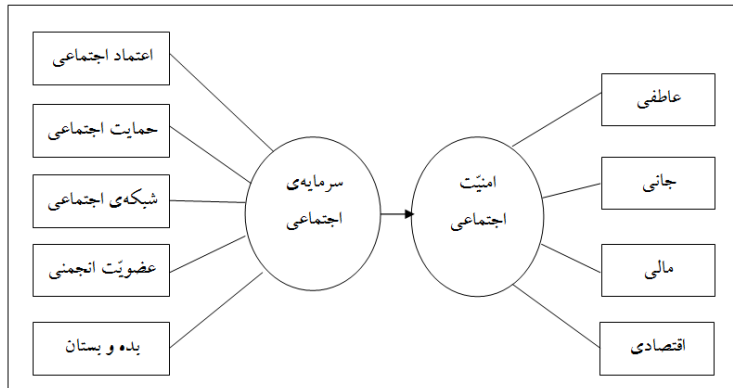 اعتماد اجتماعی
حمایت اجتماعی
شبکه‌ی اجتماعی
عضویّت انجمنی
بده و بستان
سرمایه‌ی
اجتماعی
امنیّت
اجتماعی
عاطفی
جانی
مالی
اقتصادی